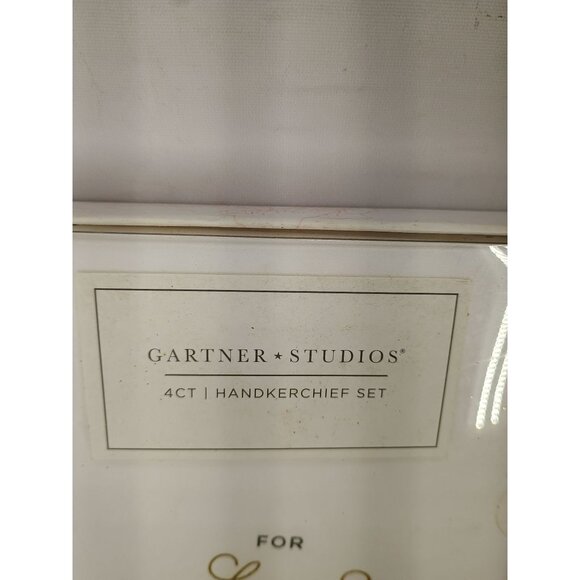 GARTNER ★ STUDIOS®
4CT | HANDKERCHIEF SET
FOR